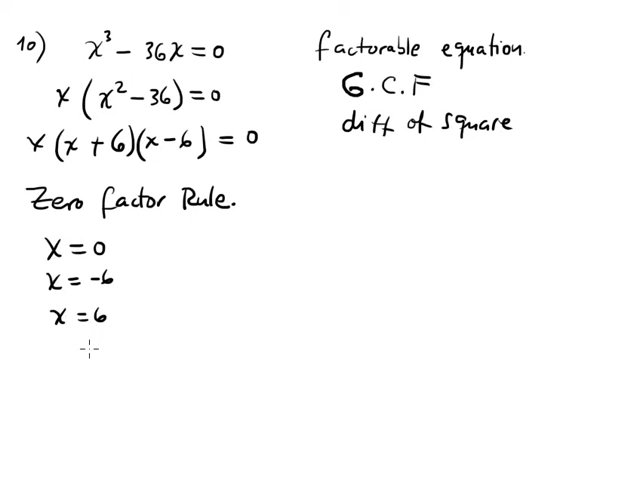 10) x³ - 36x = 0
x (x² - 36) = 0
x (x + 6)(x - 6) = 0
Zero factor Rule.
x = 0
x = -6
x = 6
factorable equation.
G.C.F
diff of square